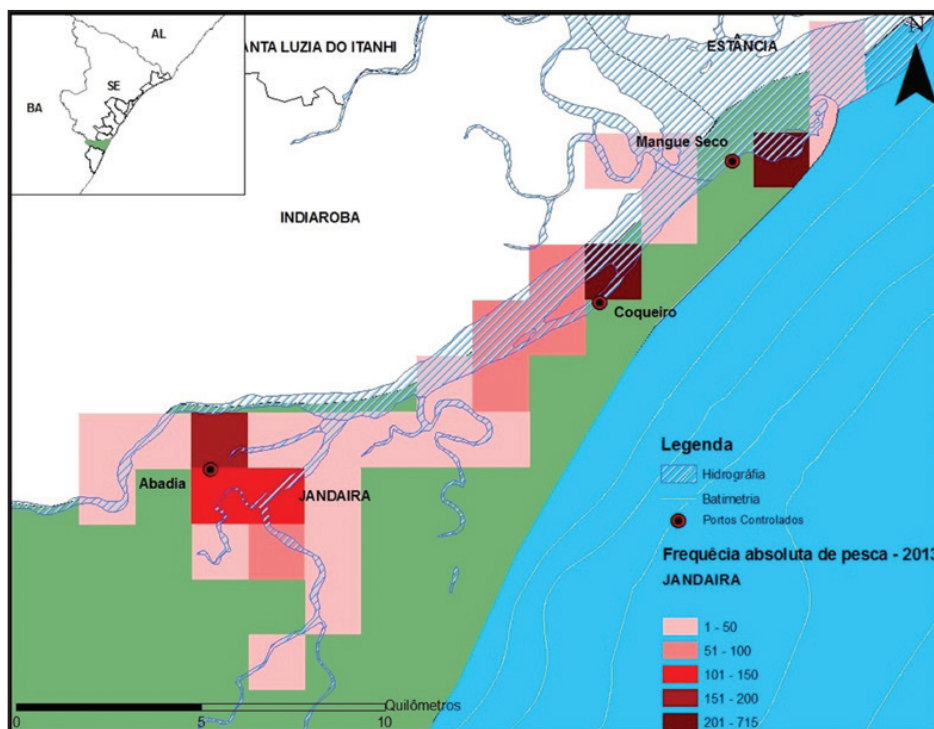 AL
SE
BA
ANTA LUZIA DO ITANHI
ESTÂNCIA
N
Mangue Seco
INDIAROBA
Coqueiro
Abadia
JANDAIRA
Legenda
Hidrográfia
Batimetria
Portos Controlados
Frequêcia absoluta de pesca - 2013
JANDAIRA
1 - 50
51 - 100
101 - 150
151 - 200
201 - 715
Quilômetros
0 5 10